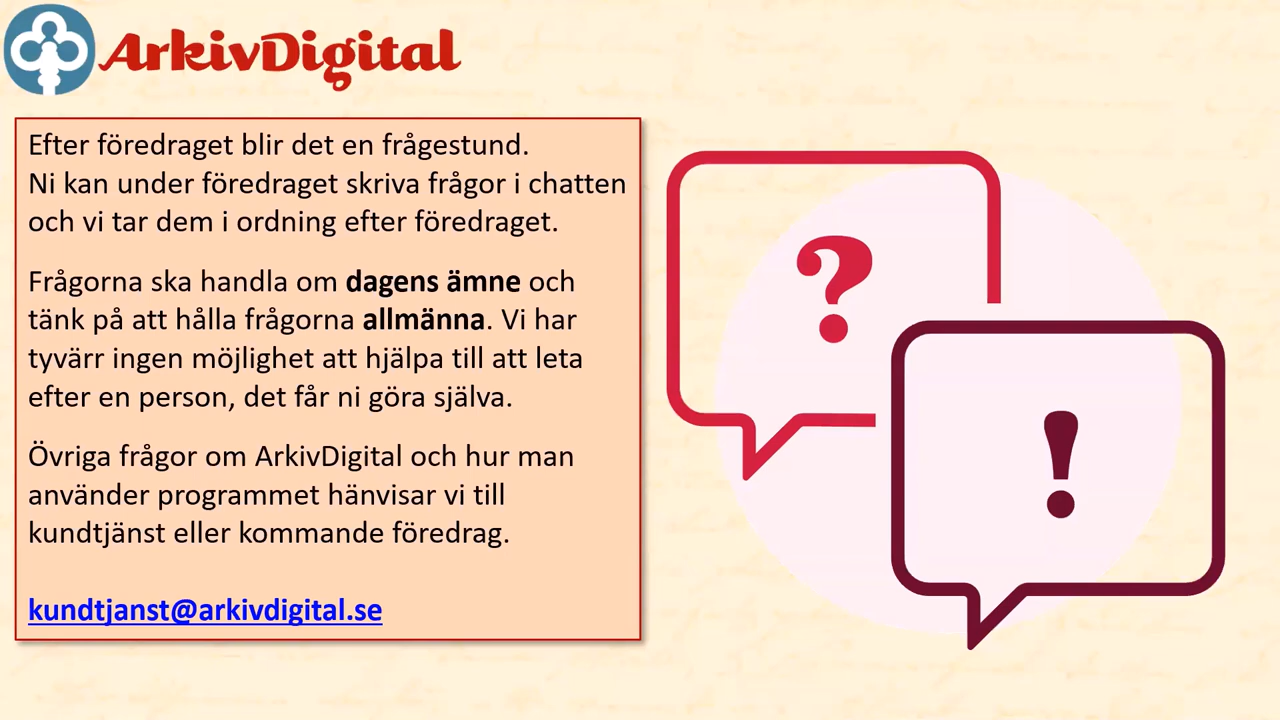 ArkivDigital
Efter föredraget blir det en frågestund.
Ni kan under föredraget skriva frågor i chatten
och vi tar dem i ordning efter föredraget.
Frågorna ska handla om dagens ämne och
tänk på att hålla frågorna allmänna. Vi har
tyvärr ingen möjlighet att hjälpa till att leta
efter en person, det får ni göra själva.
Övriga frågor om ArkivDigital och hur man
använder programmet hänvisar vi till
kundtjänst eller kommande föredrag.
kundtjanst@arkivdigital.se
?
!